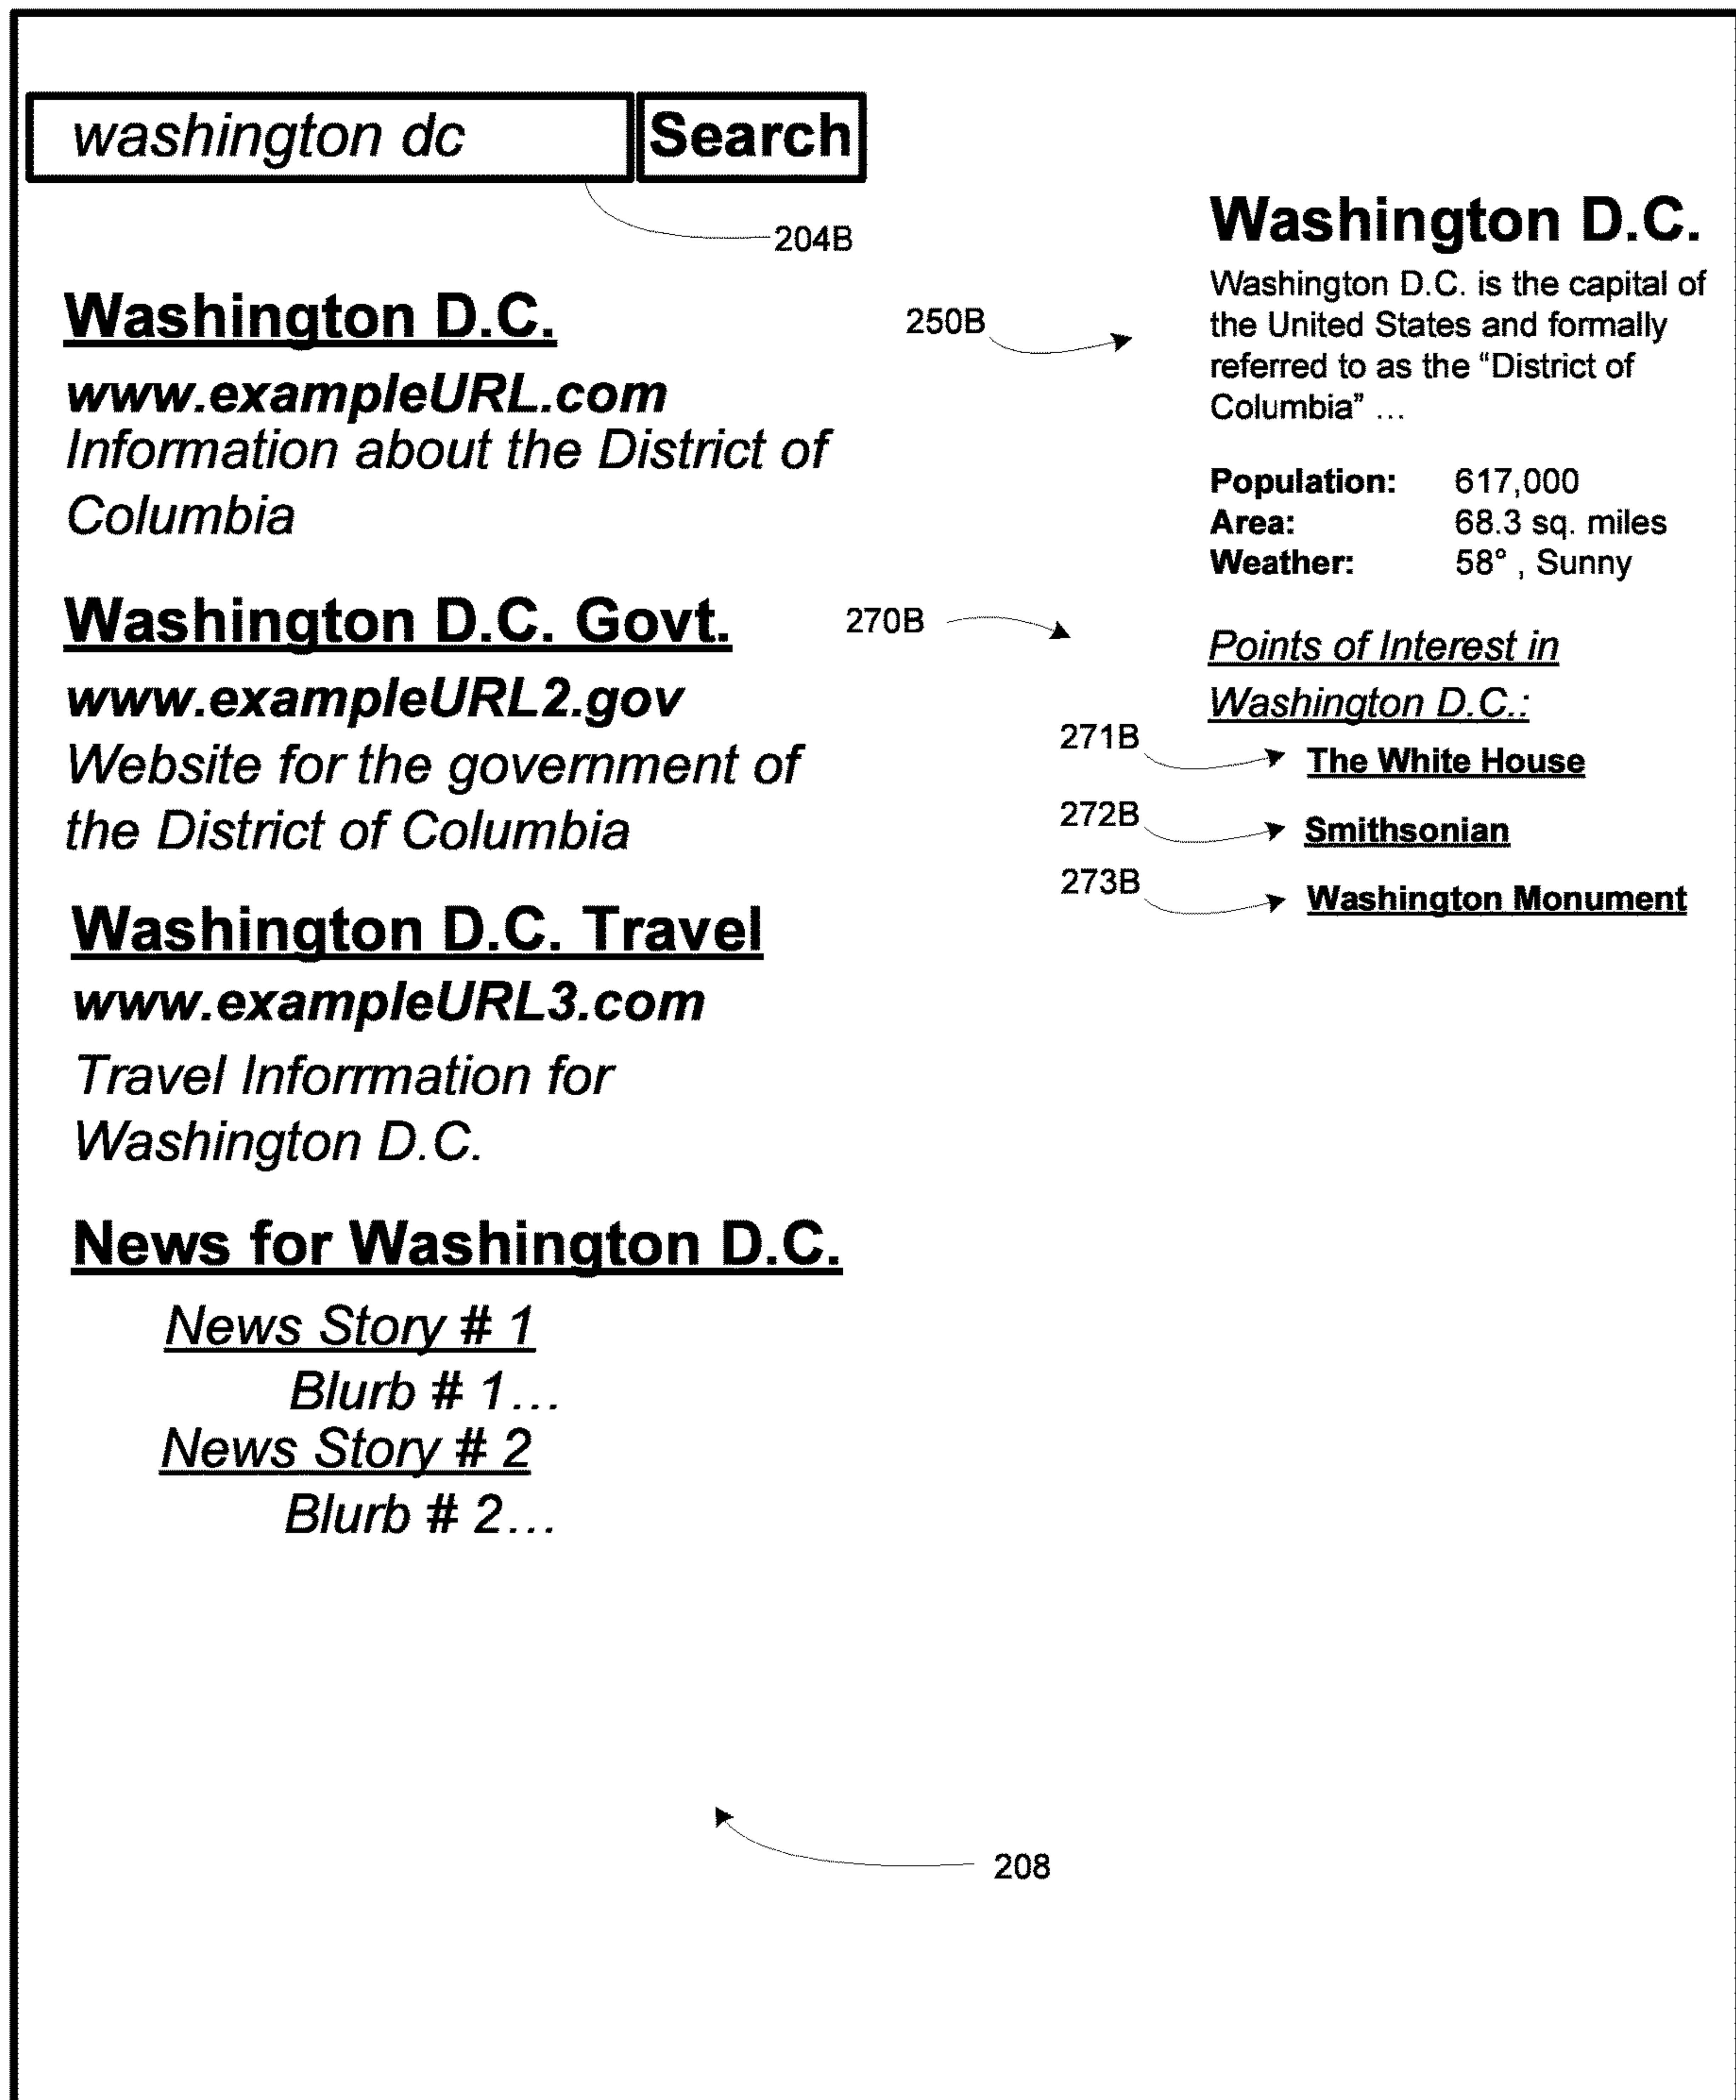 washington dc Search
204B
Washington D.C.
www.exampleURL.com
Information about the District of
Columbia
Washington D.C. Govt.
www.exampleURL2.gov
Website for the government of
the District of Columbia
Washington D.C. Travel
www.exampleURL3.com
Travel Inforrmation for
Washington D.C.
News for Washington D.C.
News Story # 1
Blurb # 1…
News Story # 2
Blurb # 2…
250B
Washington D.C.
Washington D.C. is the capital of
the United States and formally
referred to as the “District of
Columbia” …
Population: 617,000
Area: 68.3 sq. miles
Weather: 58° , Sunny
270B
Points of Interest in
Washington D.C.:
271B The White House
272B Smithsonian
273B Washington Monument
208